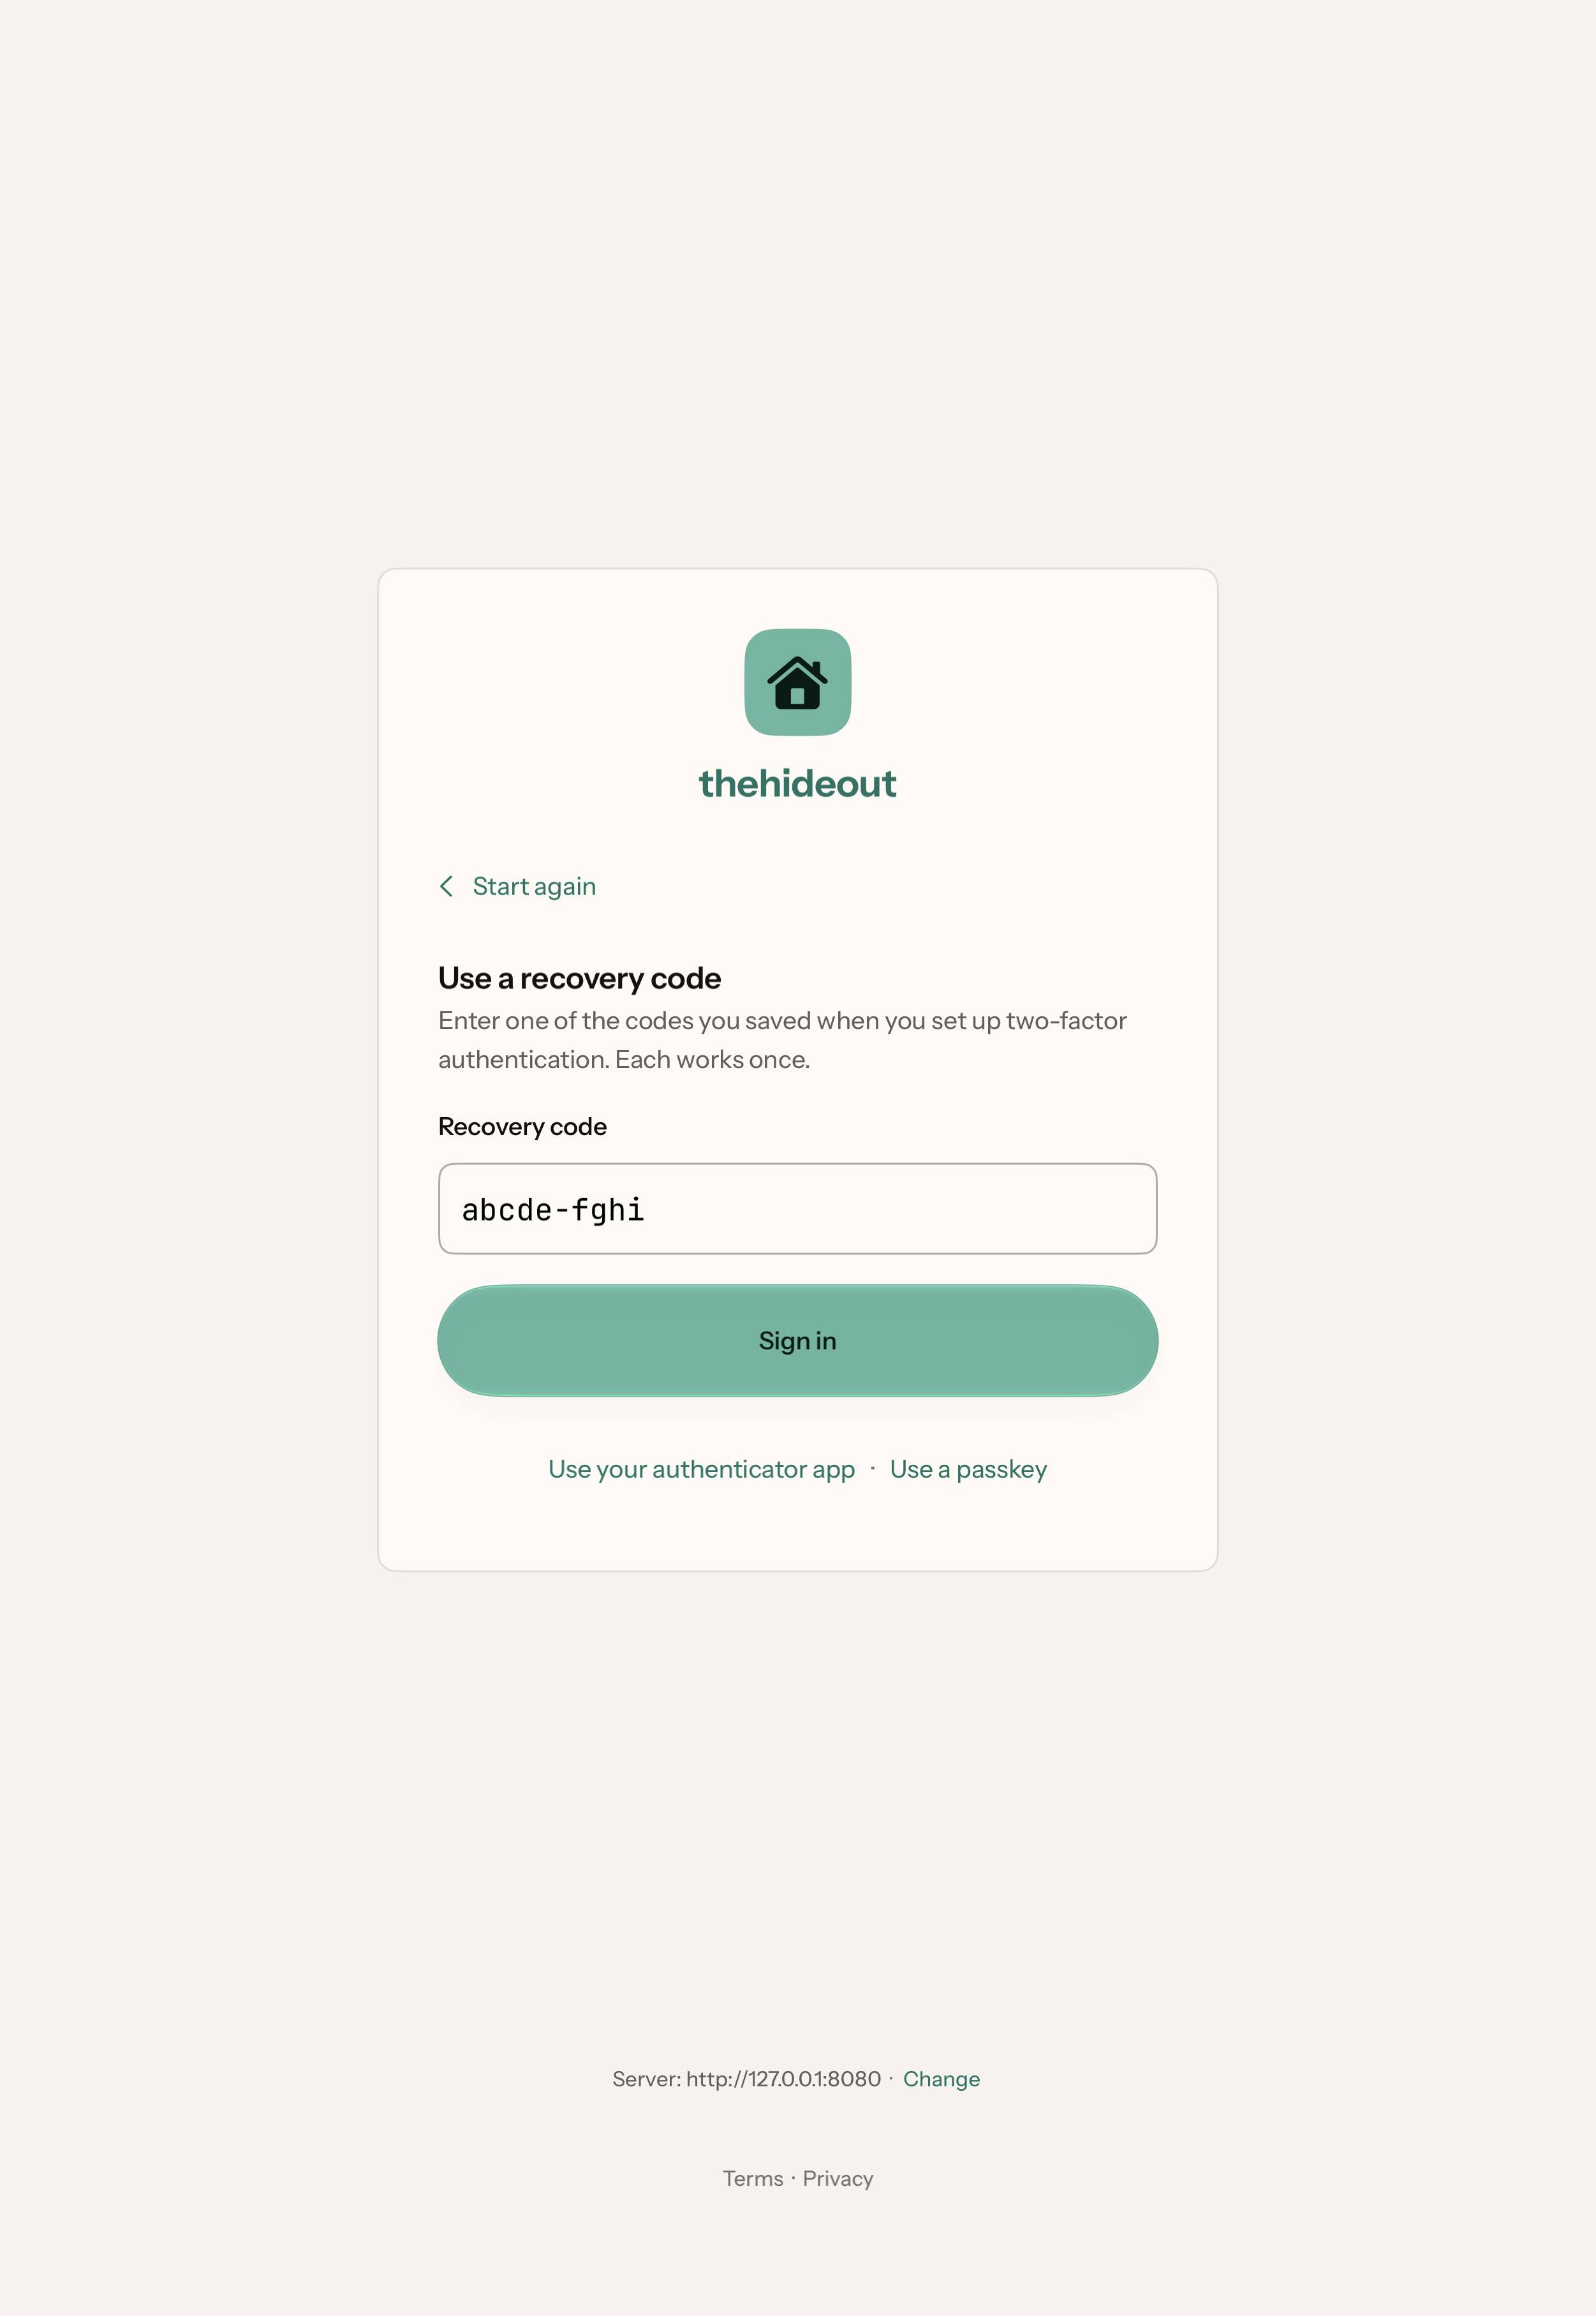 thehideout
Start again
Use a recovery code
Enter one of the codes you saved when you set up two-factor
authentication. Each works once.
Recovery code
abcde-fghi
Sign in
Use your authenticator app · Use a passkey
Server: http://127.0.0.1:8080 · Change
Terms · Privacy